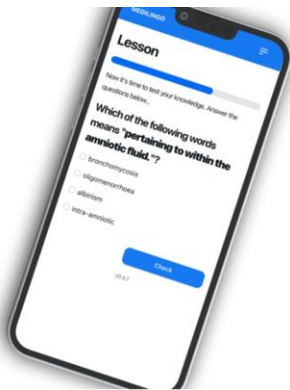 MEDILINGO
Lesson
Now it's time to test your knowledge. Answer the
questions below...
Which of the following words
means "pertaining to within the
amniotic fluid."?
bronchomycosis
oligomenorrhoea
albinism
intra-amniotic
Check
v0.4.7